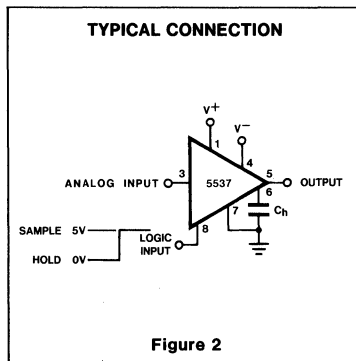 TYPICAL CONNECTION
V+
V−
1
4
ANALOG INPUT
3
5537
5
OUTPUT
6
Ch
7
8
SAMPLE 5V
LOGIC
INPUT
HOLD 0V
Figure 2